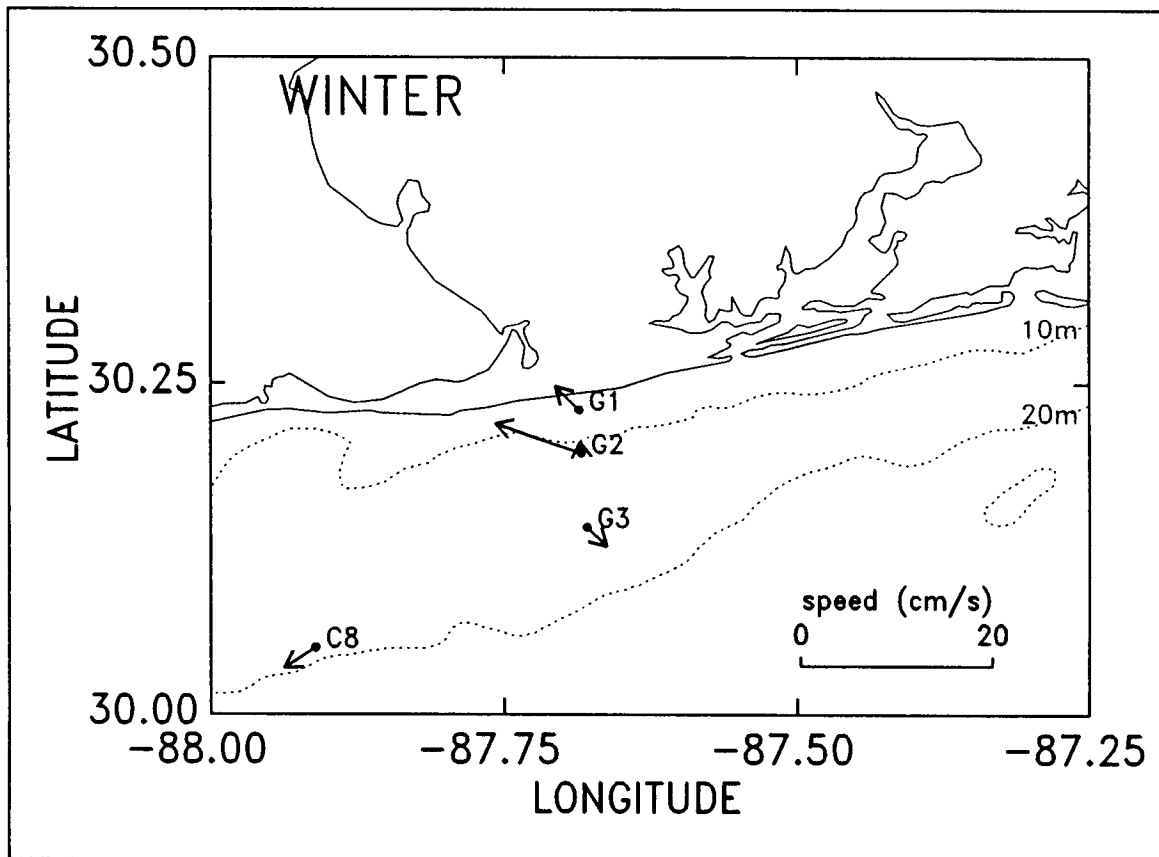 30.50
WINTER
10m
30.25
G1
20m
G2
LATITUDE
G3
speed (cm/s)
0 20
C8
30.00
-88.00 -87.75 -87.50 -87.25
LONGITUDE